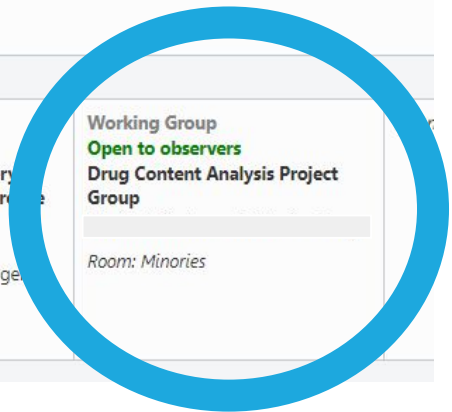 Working Group
Open to observers
Drug Content Analysis Project
Group
Room: Minories